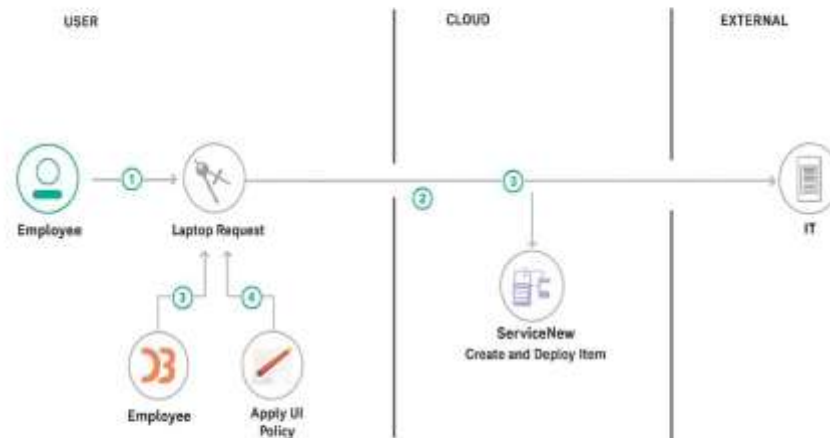 USER
CLOUD
EXTERNAL
1
2
3
Employee
Laptop Request
IT
3
4
ServiceNew
Create and Deploy Item
Employee
Apply UI
Policy